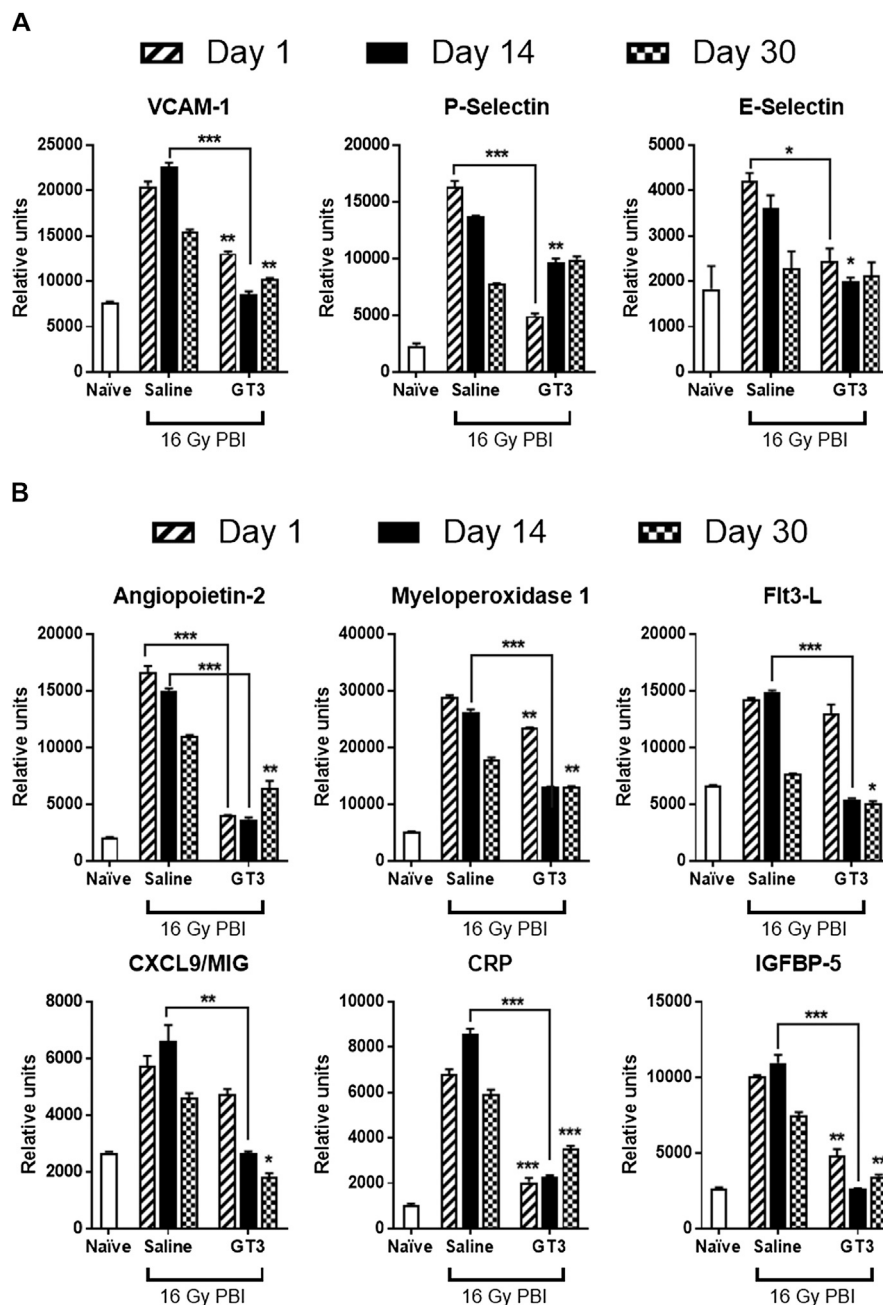 A
Day 1 Day 14 Day 30
VCAM-1 P-Selectin E-Selectin
Relative units
25000
20000
15000
10000
5000
0
***
**
**
Naïve Saline GT3
16 Gy PBI
Relative units
20000
15000
10000
5000
0
***
**
Naïve Saline GT3
16 Gy PBI
Relative units
5000
4000
3000
2000
1000
0
*
*
Naïve Saline GT3
16 Gy PBI
B
Day 1 Day 14 Day 30
Angiopoietin-2 Myeloperoxidase 1 Flt3-L
Relative units
20000
15000
10000
5000
0
***
***
**
Naïve Saline GT3
16 Gy PBI
Relative units
40000
30000
20000
10000
0
***
**
**
Naïve Saline GT3
16 Gy PBI
Relative units
20000
15000
10000
5000
0
***
*
Naïve Saline GT3
16 Gy PBI
CXCL9/MIG CRP IGFBP-5
Relative units
8000
6000
4000
2000
0
**
*
Naïve Saline GT3
16 Gy PBI
Relative units
10000
8000
6000
4000
2000
0
***
***
***
Naïve Saline GT3
16 Gy PBI
Relative units
15000
10000
5000
0
***
**
**
Naïve Saline GT3
16 Gy PBI